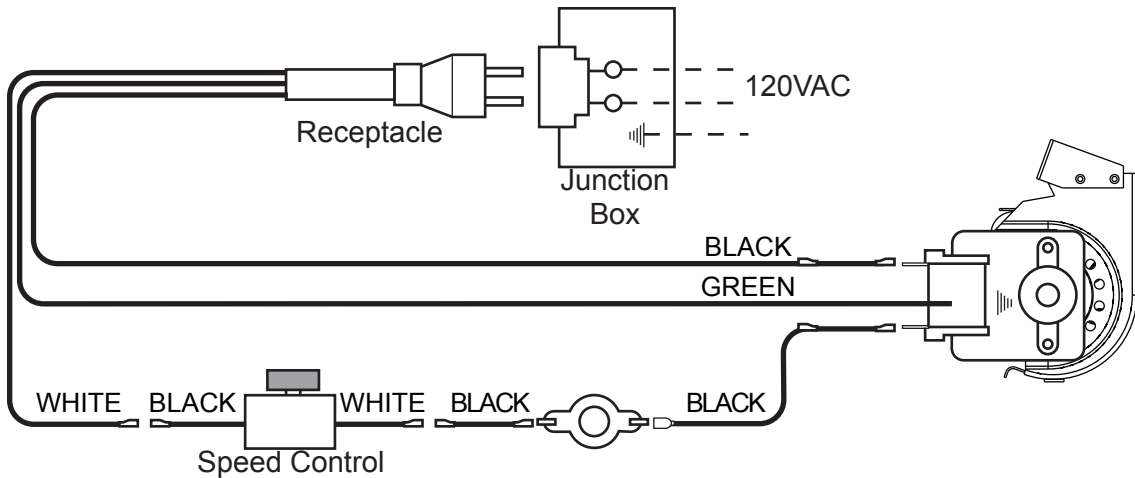 120VAC
Receptacle
Junction
Box
BLACK
GREEN
WHITE BLACK WHITE BLACK BLACK
Speed Control